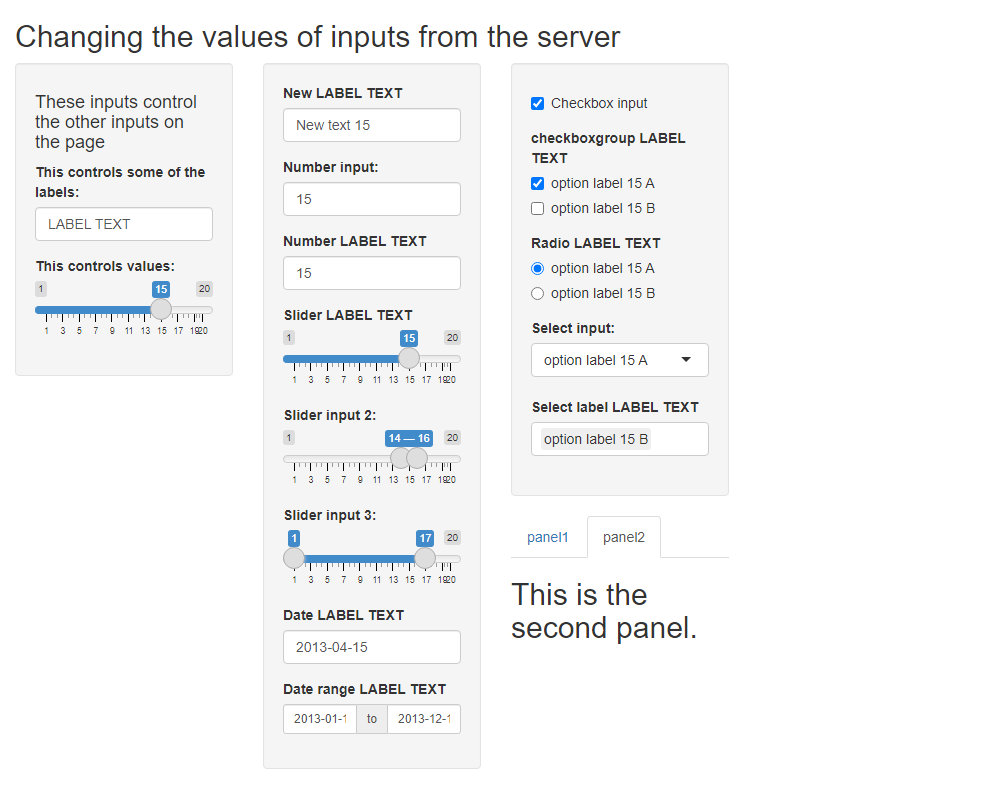 Changing the values of inputs from the server
These inputs control
the other inputs on
the page
This controls some of the
labels:
LABEL TEXT
This controls values:
1 15 20
1 3 5 7 9 11 13 15 17 19 20
New LABEL TEXT
New text 15
Number input:
15
Number LABEL TEXT
15
Slider LABEL TEXT
1 15 20
1 3 5 7 9 11 13 15 17 19 20
Slider input 2:
1 14 — 16 20
1 3 5 7 9 11 13 15 17 19 20
Slider input 3:
1 17 20
1 3 5 7 9 11 13 15 17 19 20
Date LABEL TEXT
2013-04-15
Date range LABEL TEXT
2013-01-1 to 2013-12-1
Checkbox input
checkboxgroup LABEL
TEXT
option label 15 A
option label 15 B
Radio LABEL TEXT
option label 15 A
option label 15 B
Select input:
option label 15 A
Select label LABEL TEXT
option label 15 B
panel1 panel2
This is the
second panel.